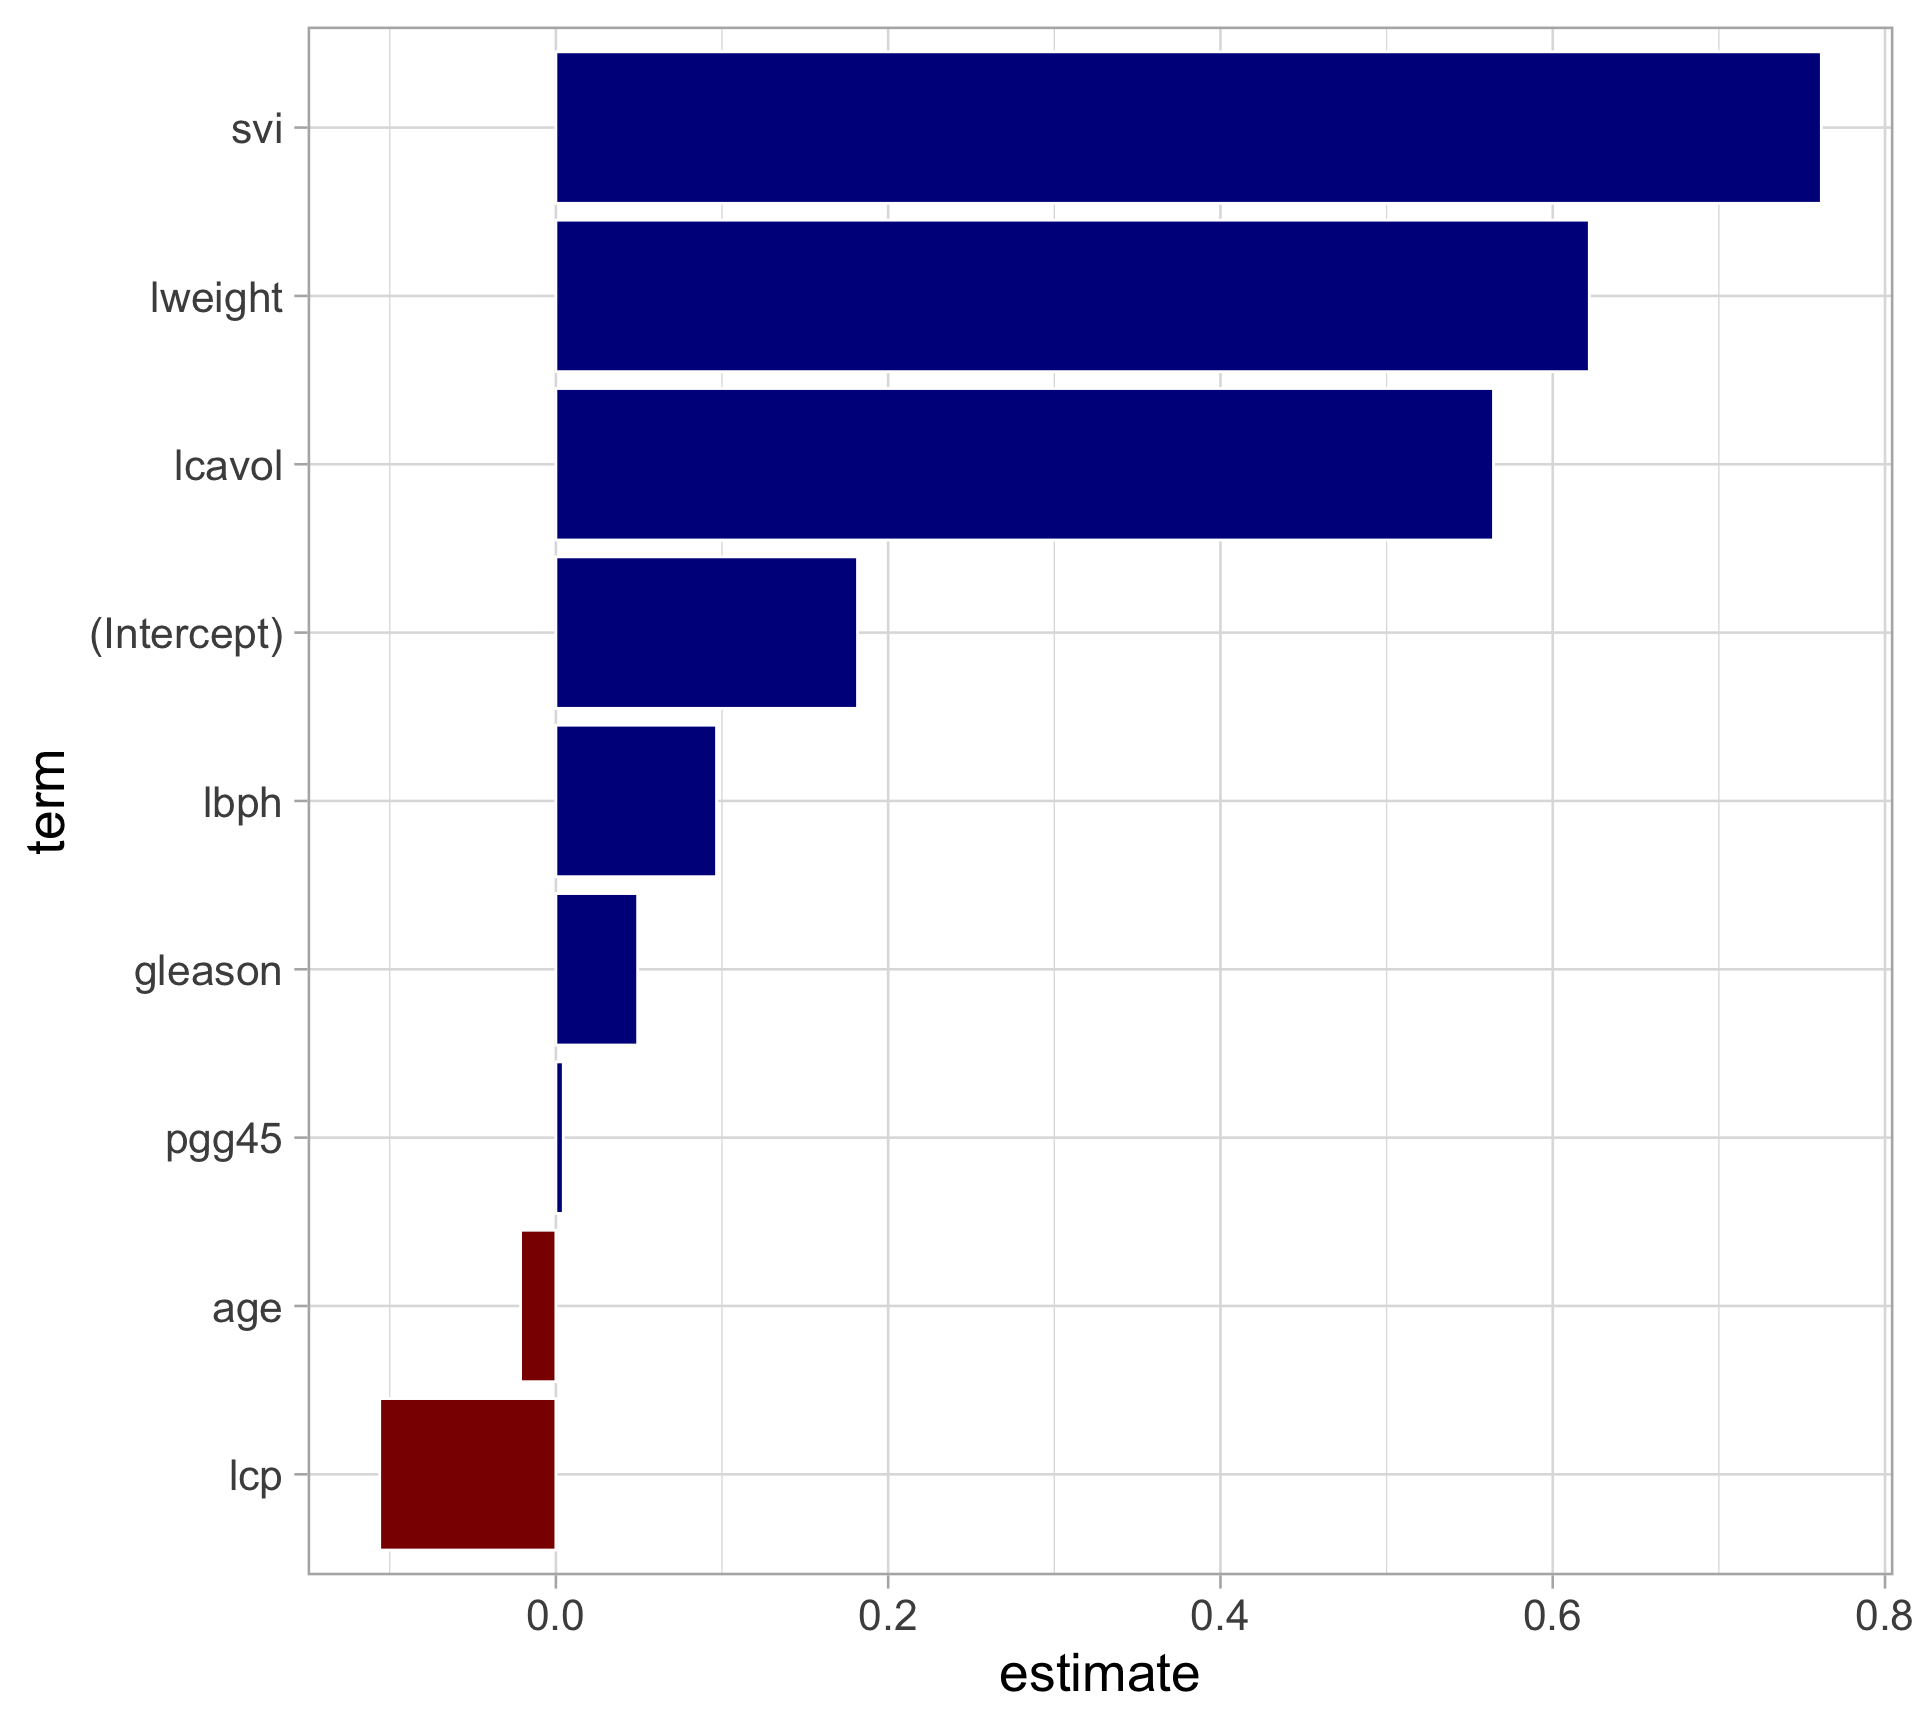 svi
lweight
lcavol
(Intercept)
lbph
gleason
pgg45
age
lcp
term
0.0 0.2 0.4 0.6 0.8
estimate